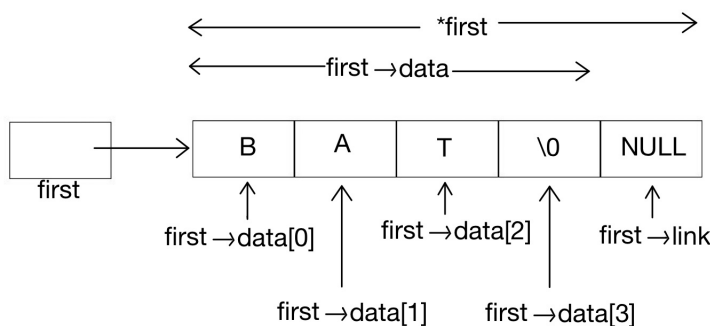 *first
first→data
B A T \0 NULL
first
first→data[0] first→data[2] first→link
first→data[1] first→data[3]